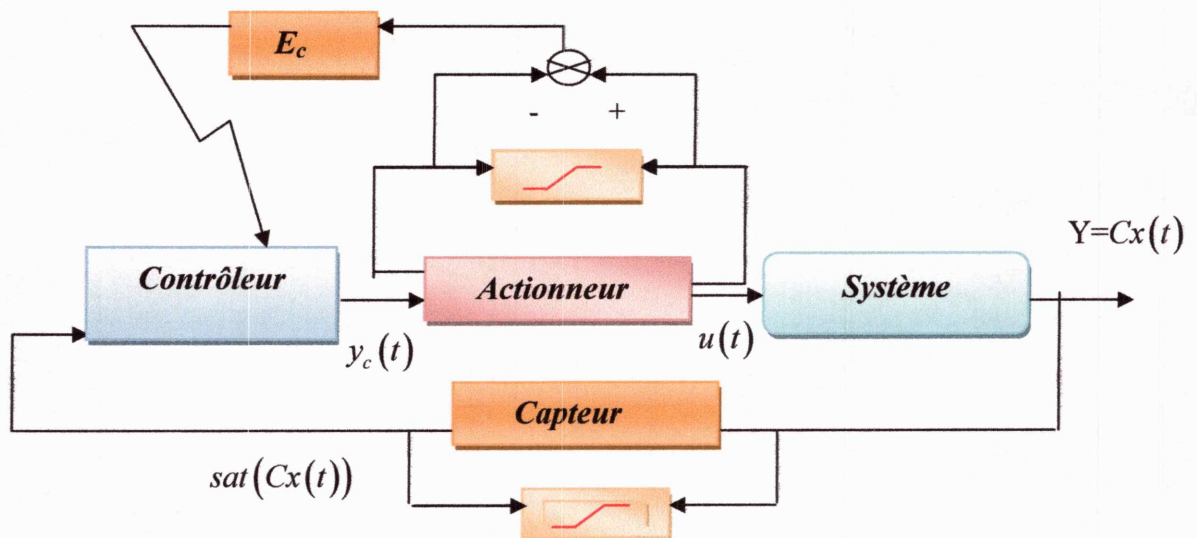 E_c
- +
Y=Cx(t)
Contrôleur
Actionneur
Système
y_c(t)
u(t)
Capteur
sat(Cx(t))